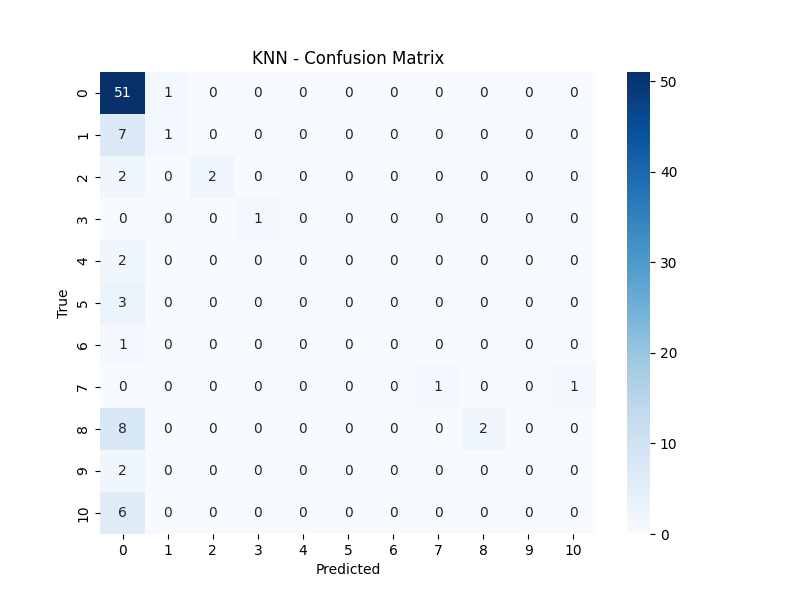 KNN - Confusion Matrix
0 51 1 0 0 0 0 0 0 0 0 0
1 7 1 0 0 0 0 0 0 0 0 0
2 2 0 2 0 0 0 0 0 0 0 0
3 0 0 0 1 0 0 0 0 0 0 0
4 2 0 0 0 0 0 0 0 0 0 0
5 3 0 0 0 0 0 0 0 0 0 0
6 1 0 0 0 0 0 0 0 0 0 0
7 0 0 0 0 0 0 0 1 0 0 1
8 8 0 0 0 0 0 0 0 2 0 0
9 2 0 0 0 0 0 0 0 0 0 0
10 6 0 0 0 0 0 0 0 0 0 0
0 1 2 3 4 5 6 7 8 9 10
Predicted
True
50
40
30
20
10
0